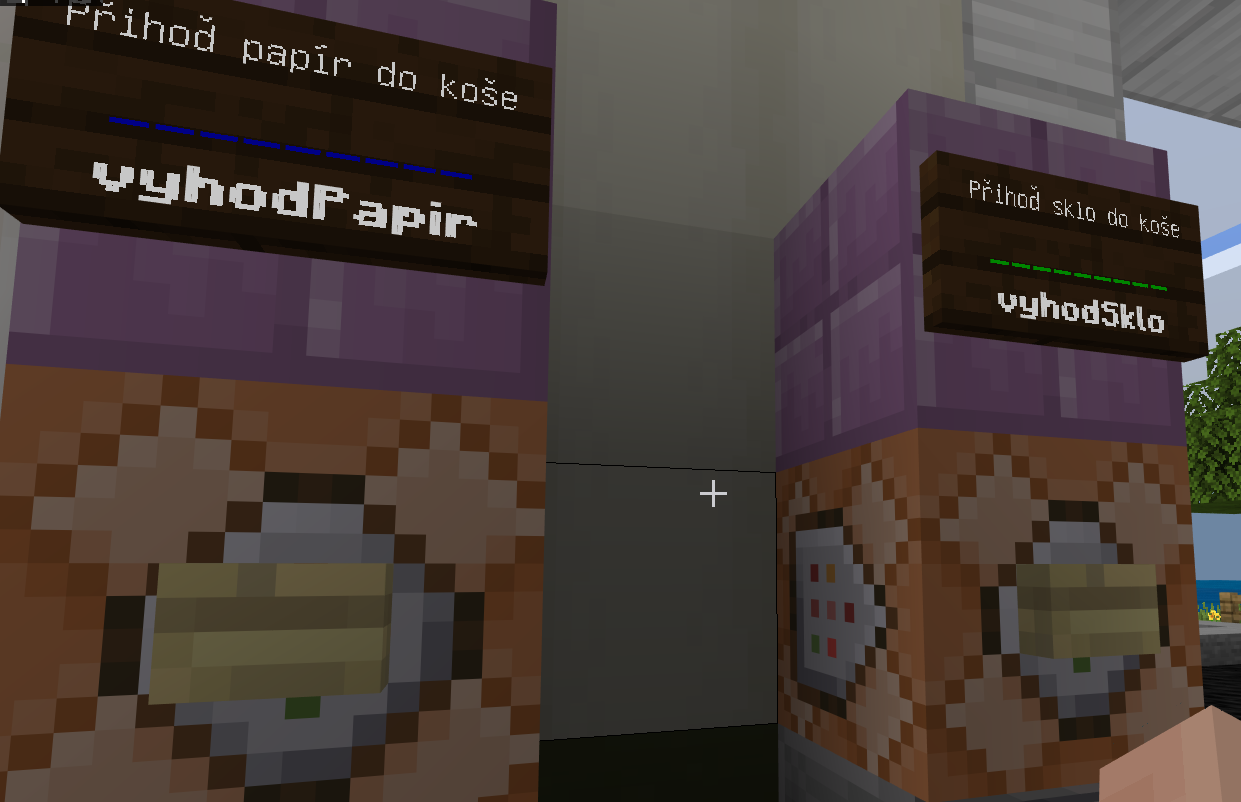 Přihoď papír do koše
vyhodPapir
Přihoď sklo do koše
vyhodSklo